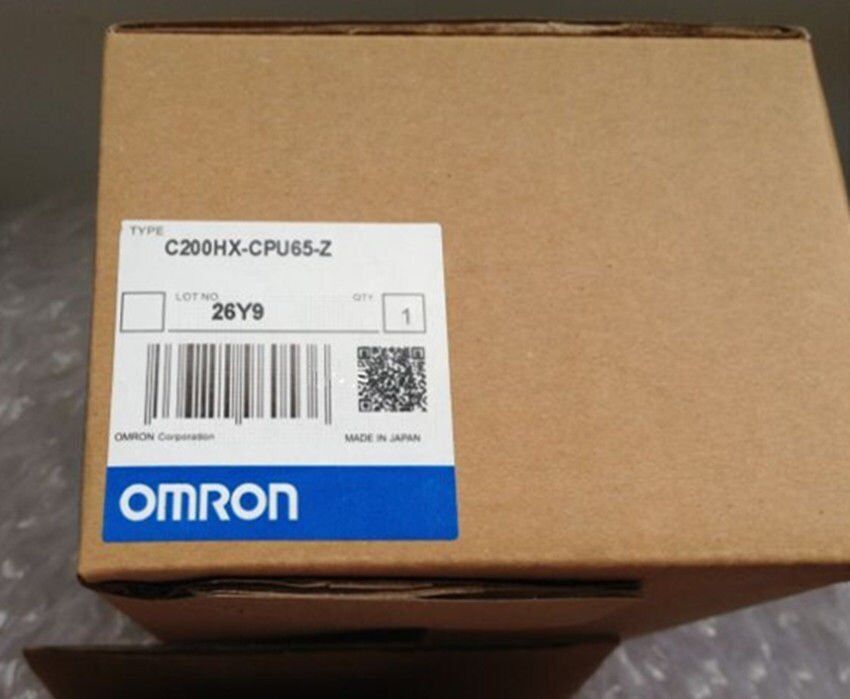 TYPE
C200HX-CPU65-Z
LOT NO. QTY.
26Y9 1
OMRON Corporation MADE IN JAPAN
OMRON